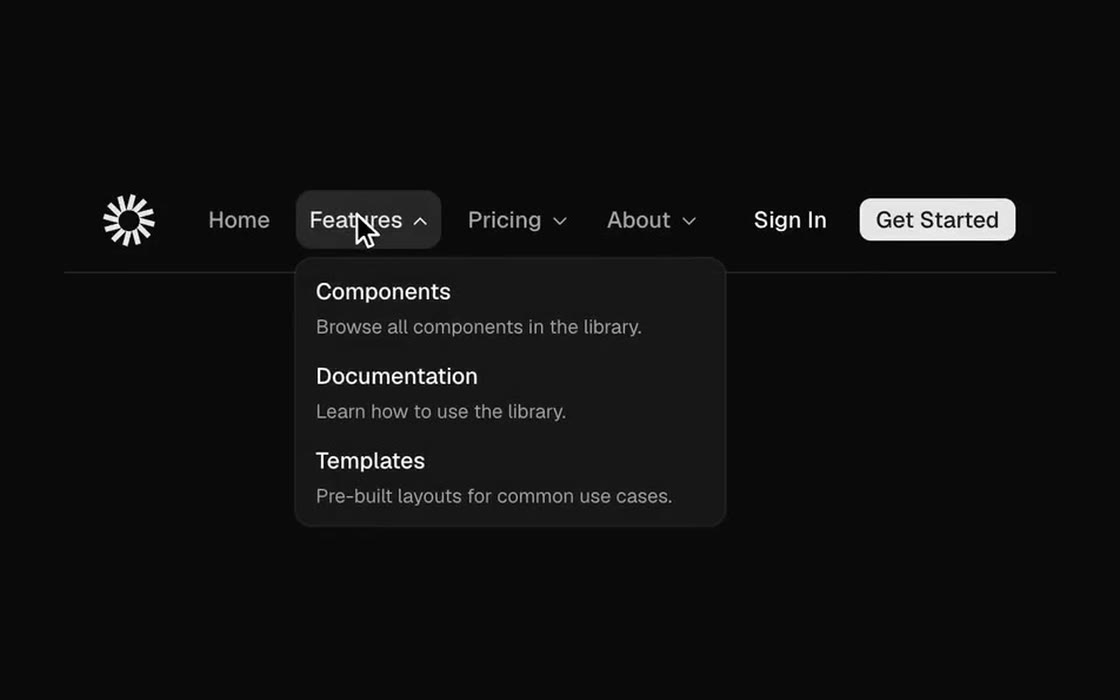 Home Features Pricing About Sign In Get Started
Components
Browse all components in the library.
Documentation
Learn how to use the library.
Templates
Pre-built layouts for common use cases.